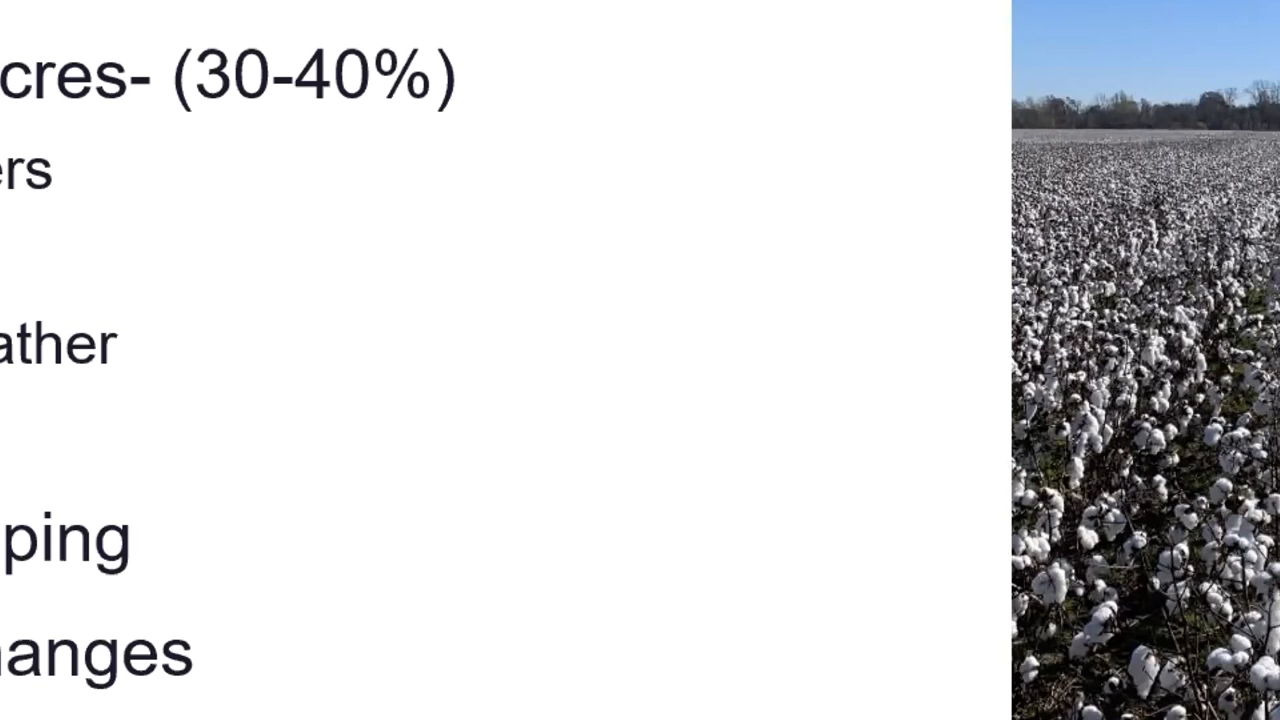 cres- (30-40%)
ers
ather
ping
hanges